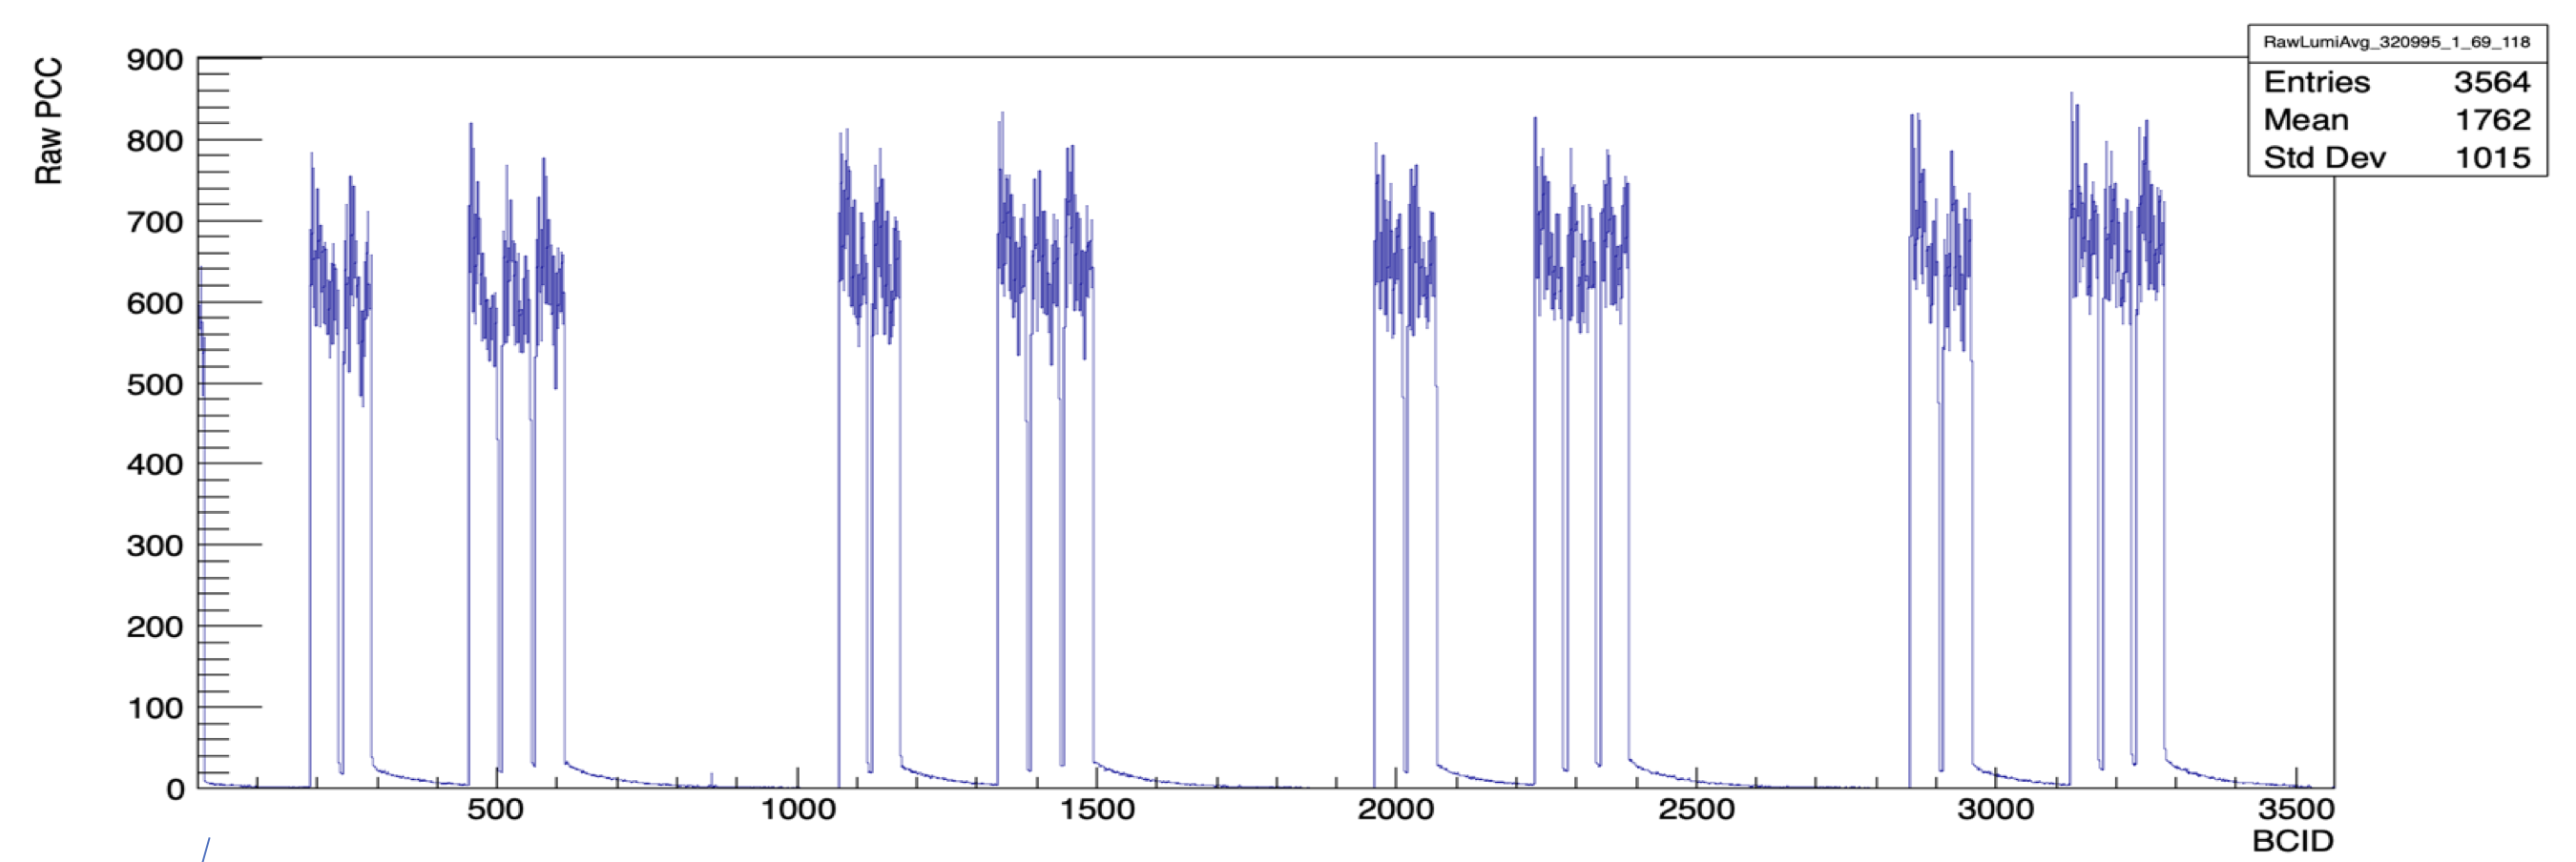 RawLumiAvg_320995_1_69_118
Entries 3564
Mean 1762
Std Dev 1015
Raw PCC
900
800
700
600
500
400
300
200
100
0
500 1000 1500 2000 2500 3000 3500
BCID